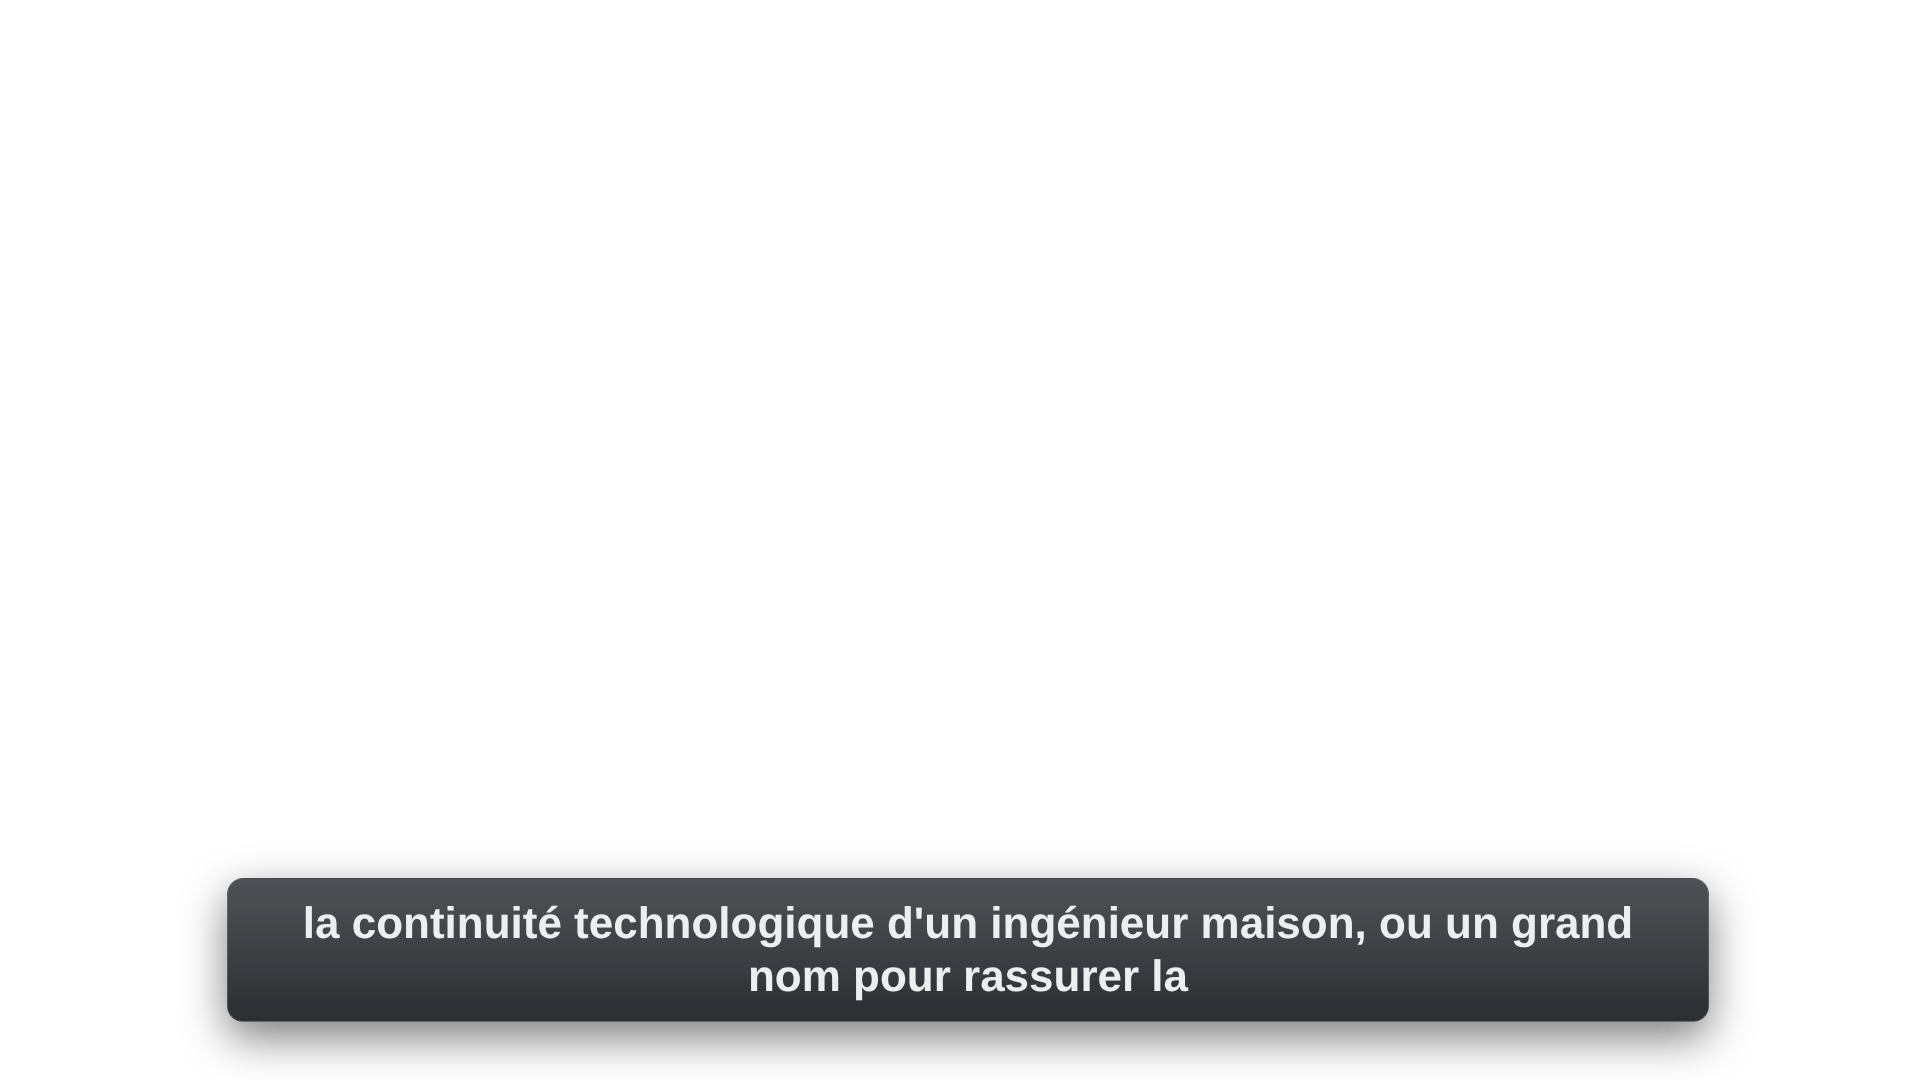 la continuité technologique d'un ingénieur maison, ou un grand
nom pour rassurer la